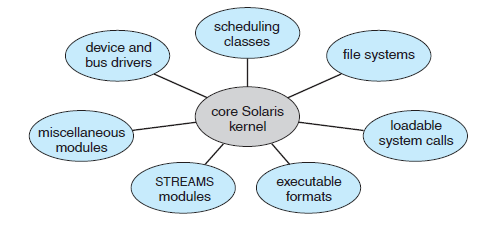 scheduling
classes
device and
bus drivers
file systems
core Solaris
kernel
miscellaneous
modules
loadable
system calls
STREAMS
modules
executable
formats